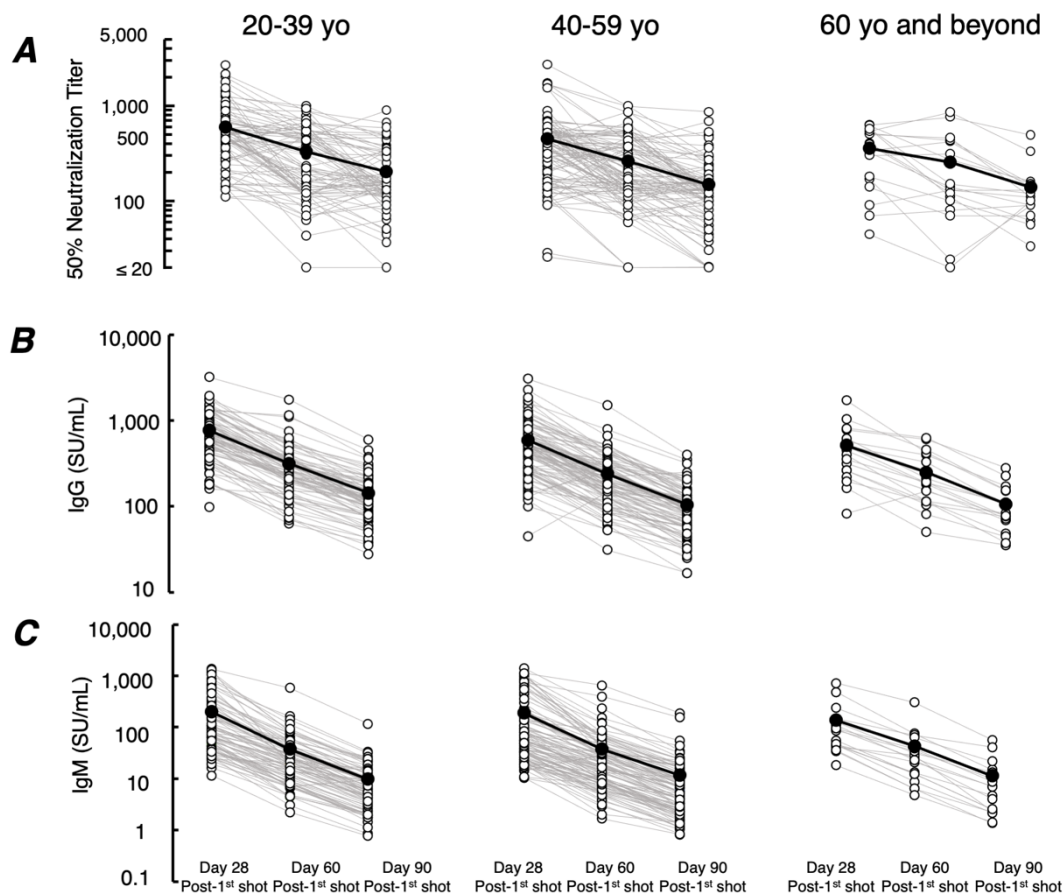 20-39 yo 40-59 yo 60 yo and beyond
A
50% Neutralization Titer
5,000
1,000
500
100
≤ 20
B
IgG (SU/mL)
10,000
1,000
100
10
C
IgM (SU/mL)
10,000
1,000
100
10
1
0.1
Day 28 Day 60 Day 90 Day 28 Day 60 Day 90 Day 28 Day 60 Day 90
Post-1st shot Post-1st shot Post-1st shot Post-1st shot Post-1st shot Post-1st shot Post-1st shot Post-1st shot Post-1st shot